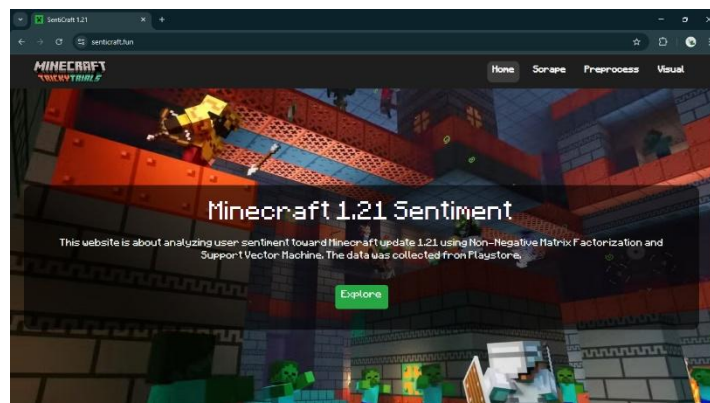 SentiCraft 1.21
senticraft.fun
MINECRAFT
TRICKY TRIALS
Home Scrape Preprocess Visual
Minecraft 1.21 Sentiment
This website is about analyzing user sentiment toward Minecraft update 1.21 using Non-Negative Matrix Factorization and
Support Vector Machine. The data was collected from Playstore.
Explore